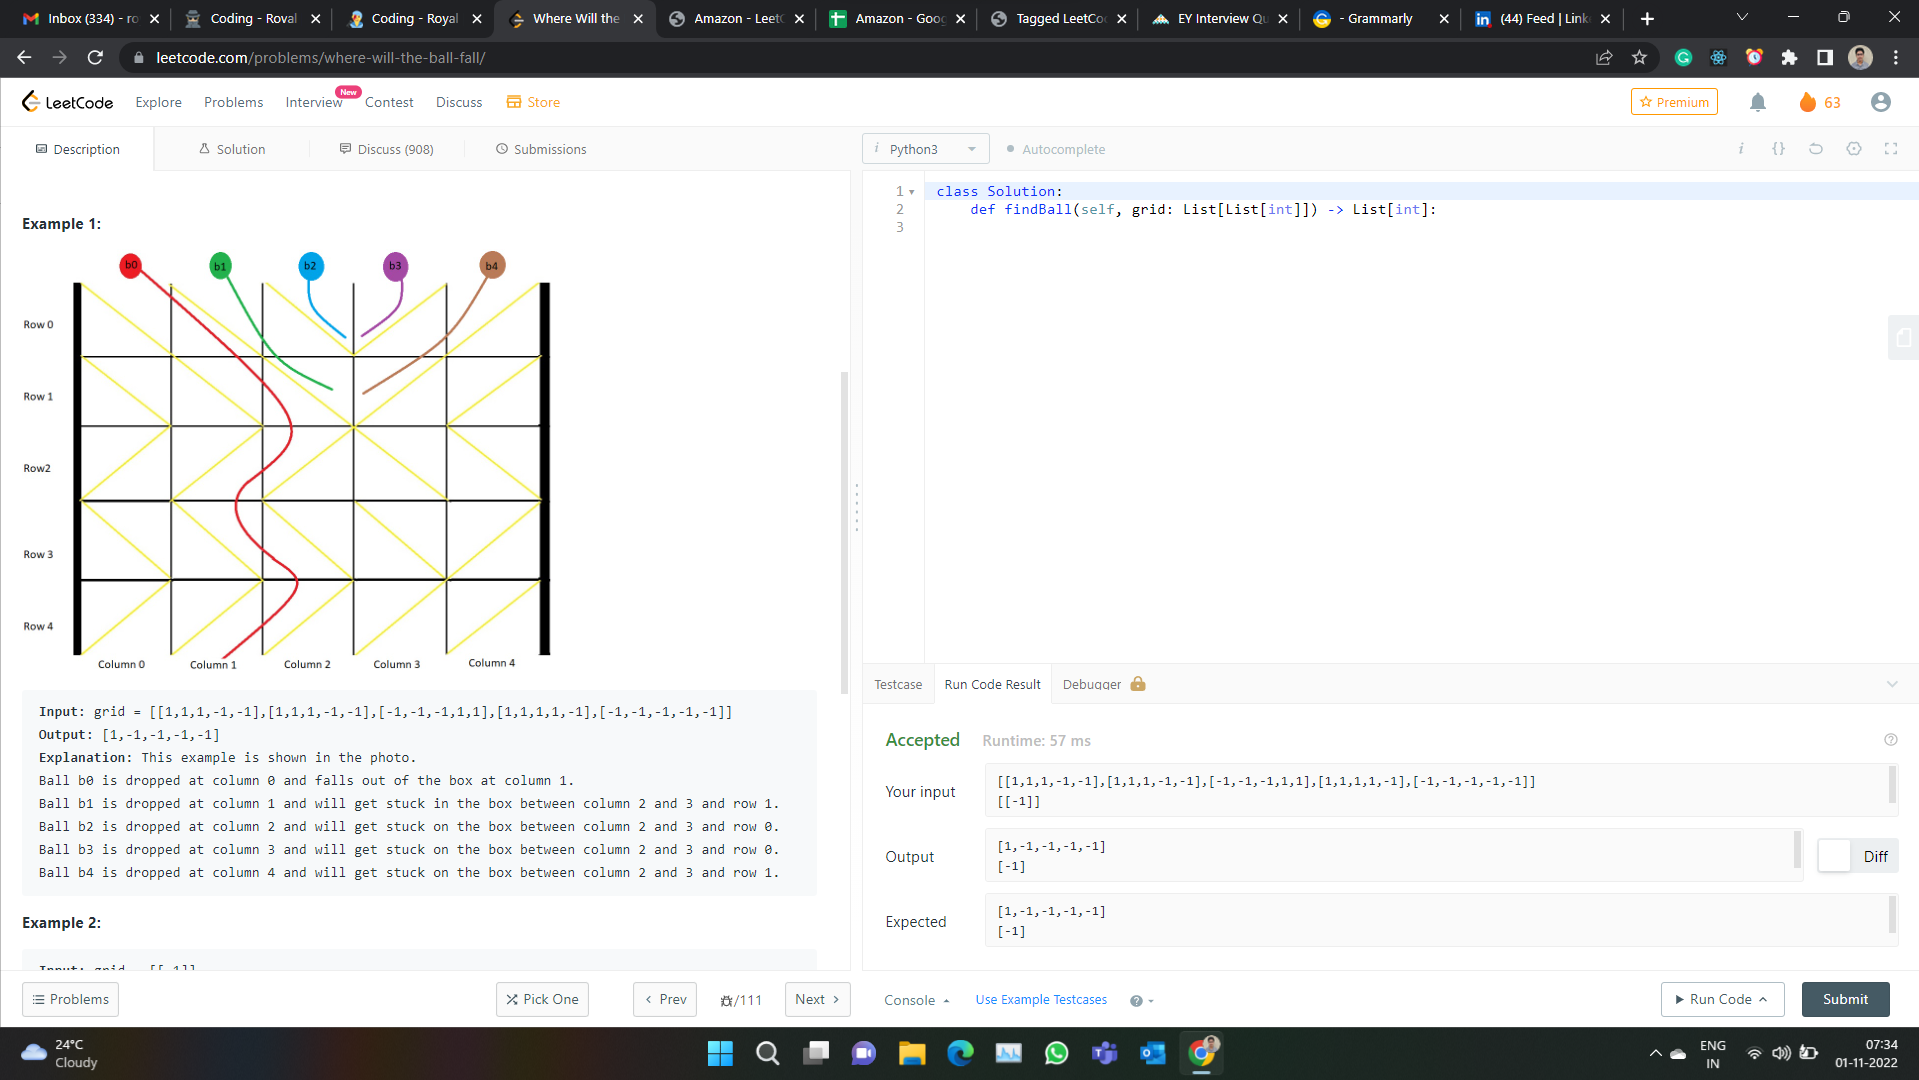 Inbox (334) - ro
Coding - Roval
Coding - Royal
Where Will the
Amazon - Leet
Amazon - Goog
Tagged LeetCo
EY Interview Qu
- Grammarly
(44) Feed | Link
leetcode.com/problems/where-will-the-ball-fall/
LeetCode
Explore
Problems
Interview
New
Contest
Discuss
Store
Premium
63
Description
Solution
Discuss (908)
Submissions
i Python3
Autocomplete
i {}
Example 1:
b0 b1 b2 b3 b4
Row 0
Row 1
Row2
Row 3
Row 4
Column 0 Column 1 Column 2 Column 3 Column 4
Input: grid = [[1,1,1,-1,-1],[1,1,1,-1,-1],[-1,-1,-1,1,1],[1,1,1,1,-1],[-1,-1,-1,-1,-1]]
Output: [1,-1,-1,-1,-1]
Explanation: This example is shown in the photo.
Ball b0 is dropped at column 0 and falls out of the box at column 1.
Ball b1 is dropped at column 1 and will get stuck in the box between column 2 and 3 and row 1.
Ball b2 is dropped at column 2 and will get stuck on the box between column 2 and 3 and row 0.
Ball b3 is dropped at column 3 and will get stuck on the box between column 2 and 3 and row 0.
Ball b4 is dropped at column 4 and will get stuck on the box between column 2 and 3 and row 1.
Example 2:
Input: grid = [[-1]]
1 class Solution:
2 def findBall(self, grid: List[List[int]]) -> List[int]:
3
Testcase
Run Code Result
Debugger
Accepted
Runtime: 57 ms
Your input
[[1,1,1,-1,-1],[1,1,1,-1,-1],[-1,-1,-1,1,1],[1,1,1,1,-1],[-1,-1,-1,-1,-1]]
[[-1]]
Output
[1,-1,-1,-1,-1]
[-1]
Diff
Expected
[1,-1,-1,-1,-1]
[-1]
Problems
Pick One
Prev
/111
Next
Console
Use Example Testcases
Run Code
Submit
24°C
Cloudy
ENG
IN
07:34
01-11-2022